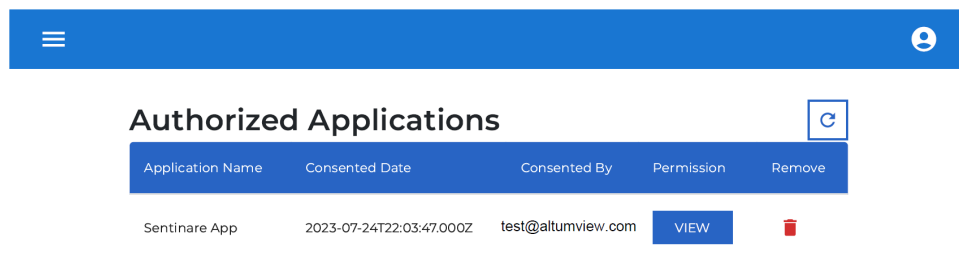 Authorized Applications
Application Name Consented Date Consented By Permission Remove
Sentinare App 2023-07-24T22:03:47.000Z test@altumview.com VIEW